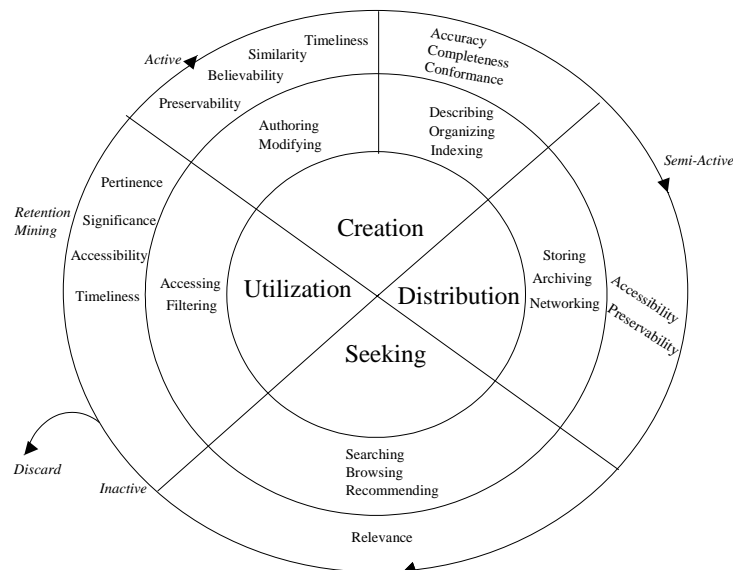 Timeliness
Similarity
Believability
Preservability
Active
Accuracy
Completeness
Conformance
Authoring
Modifying
Describing
Organizing
Indexing
Semi-Active
Pertinence
Significance
Accessibility
Timeliness
Retention
Mining
Creation
Utilization
Distribution
Seeking
Accessing
Filtering
Storing
Archiving
Networking
Accessibility
Preservability
Searching
Browsing
Recommending
Discard
Inactive
Relevance